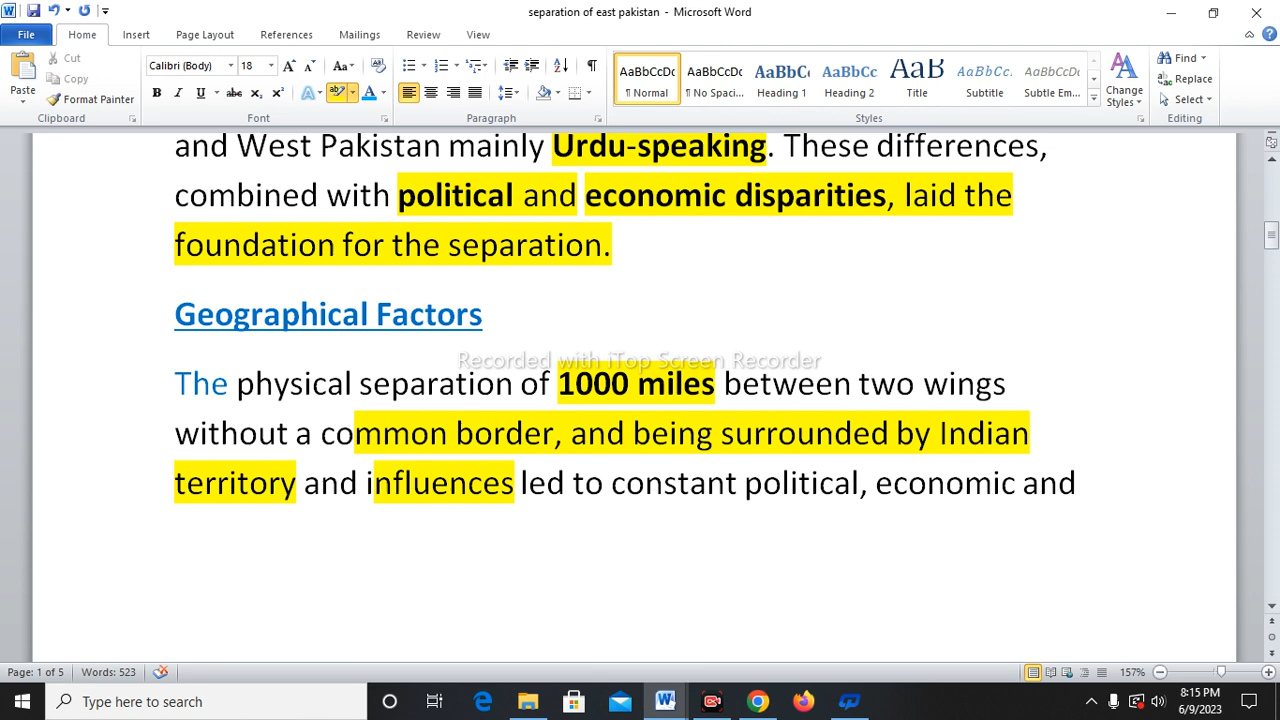 separation of east pakistan - Microsoft Word
File Home Insert Page Layout References Mailings Review View
Paste
Cut
Copy
Format Painter
Clipboard
Calibri (Body) 18
Font
Paragraph
AaBbCcDc AaBbCcDc AaBbCc AaBbCc AaB AaBbCcL AaBbCcDc
¶ Normal ¶ No Spaci... Heading 1 Heading 2 Title Subtitle Subtle Em...
Styles
Change
Styles
Find
Replace
Select
Editing
and West Pakistan mainly Urdu-speaking. These differences,
combined with political and economic disparities, laid the
foundation for the separation.
Geographical Factors
Recorded with iTop Screen Recorder
The physical separation of 1000 miles between two wings
without a common border, and being surrounded by Indian
territory and influences led to constant political, economic and
Page: 1 of 5 Words: 523 157%
Type here to search
8:15 PM
6/9/2023